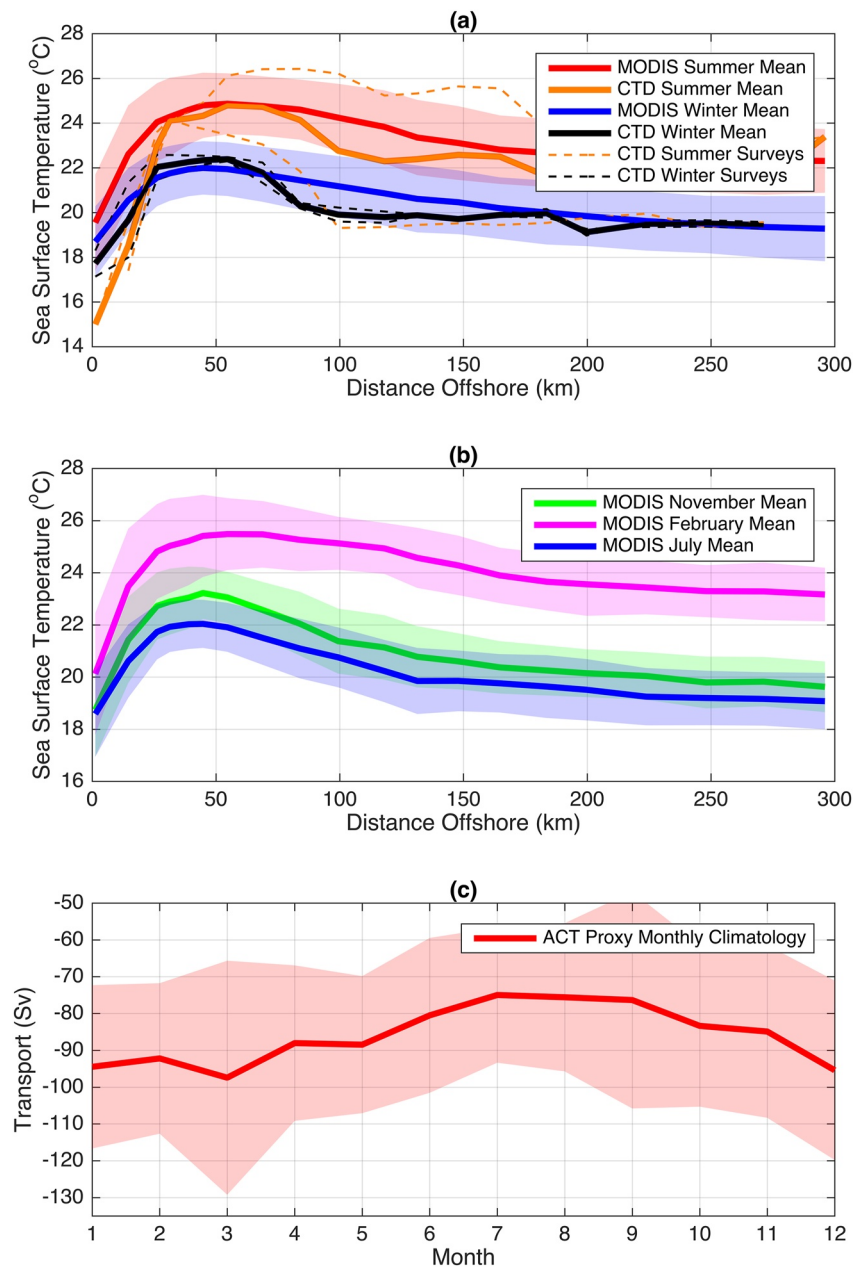 (a)
28
26
24
22
20
18
16
14
Sea Surface Temperature (°C)
MODIS Summer Mean
CTD Summer Mean
MODIS Winter Mean
CTD Winter Mean
CTD Summer Surveys
CTD Winter Surveys
0 50 100 150 200 250 300
Distance Offshore (km)
(b)
28
26
24
22
20
18
16
Sea Surface Temperature (°C)
MODIS November Mean
MODIS February Mean
MODIS July Mean
0 50 100 150 200 250 300
Distance Offshore (km)
(c)
-50
-60
-70
-80
-90
-100
-110
-120
-130
Transport (Sv)
ACT Proxy Monthly Climatology
1 2 3 4 5 6 7 8 9 10 11 12
Month